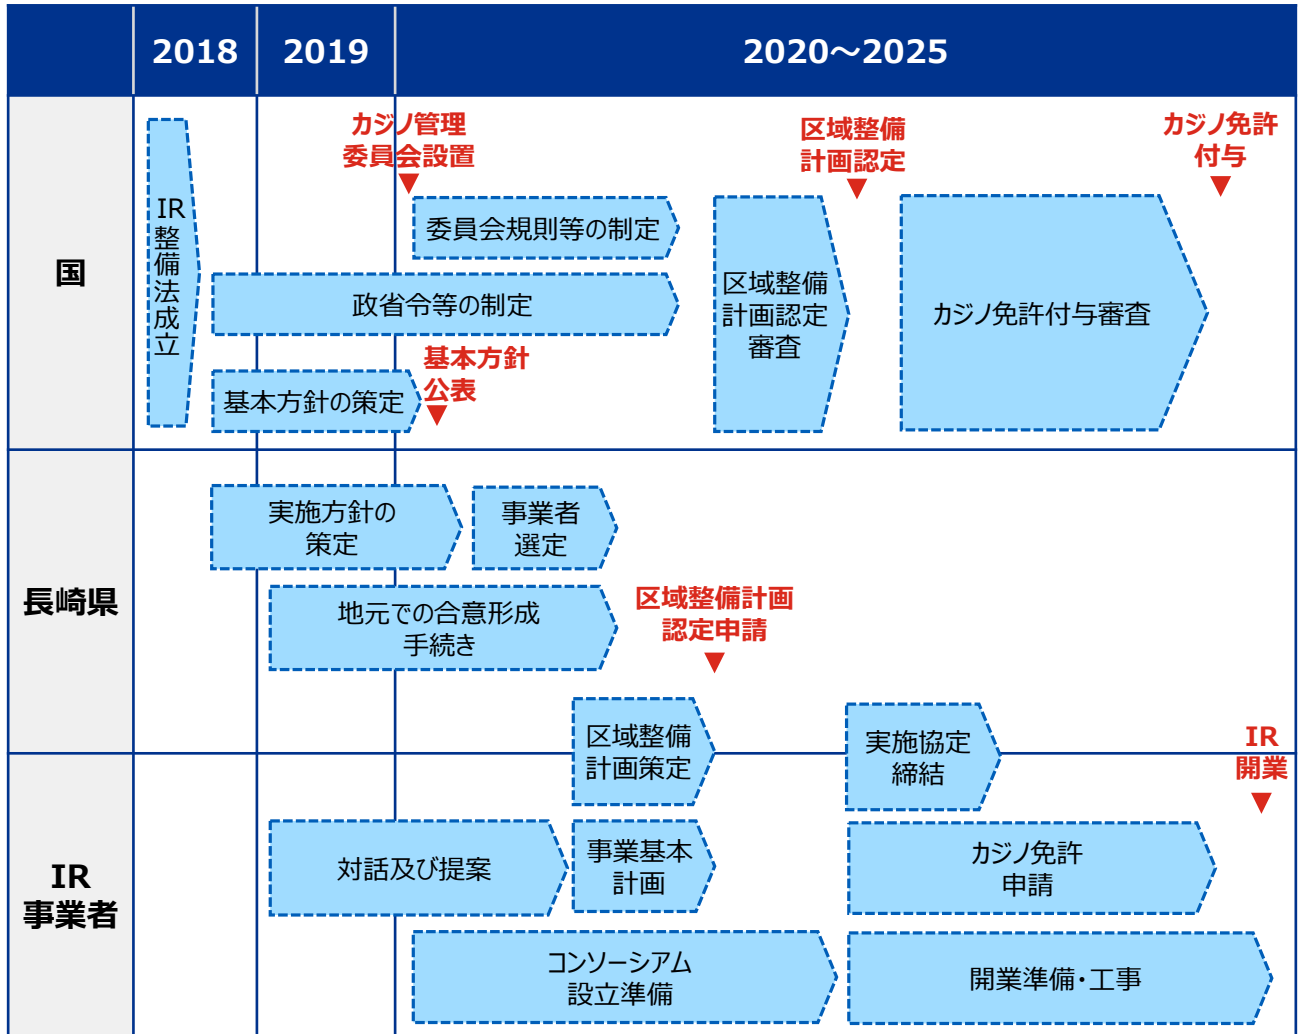 2018
2019
2020～2025
国
IR
整
備
法
成
立
カジノ管理
委員会設置
委員会規則等の制定
政省令等の制定
基本方針の策定
基本方針
公表
区域整備
計画認定
区域整備
計画認定
審査
カジノ免許
付与
カジノ免許付与審査
長崎県
実施方針の
策定
事業者
選定
地元での合意形成
手続き
区域整備計画
認定申請
区域整備
計画策定
実施協定
締結
IR
開業
IR
事業者
対話及び提案
事業基本
計画
カジノ免許
申請
コンソーシアム
設立準備
開業準備・工事